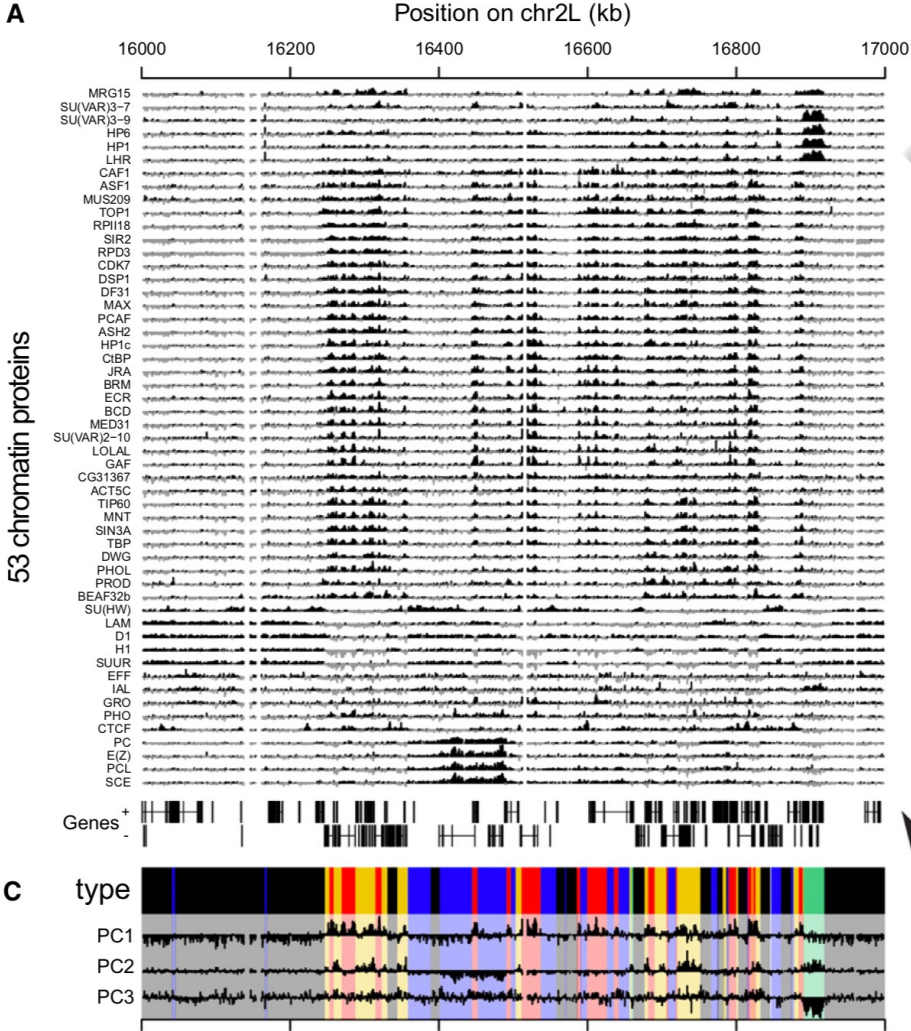 A
Position on chr2L (kb)
16000 16200 16400 16600 16800 17000
53 chromatin proteins
MRG15
SU(VAR)3−7
SU(VAR)3−9
HP6
HP1
LHR
CAF1
ASF1
MUS209
TOP1
RPII18
SIR2
RPD3
CDK7
DSP1
DF31
MAX
PCAF
ASH2
HP1c
CtBP
JRA
BRM
ECR
BCD
MED31
SU(VAR)2−10
LOLAL
GAF
CG31367
ACT5C
TIP60
MNT
SIN3A
TBP
DWG
PHOL
PROD
BEAF32b
SU(HW)
LAM
D1
H1
SUUR
EFF
IAL
GRO
PHO
CTCF
PC
E(Z)
PCL
SCE
Genes +
-
C
type
PC1
PC2
PC3